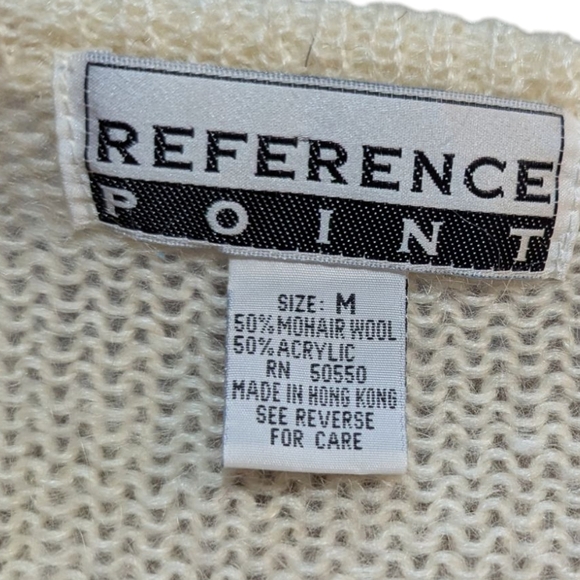 REFERENCE
POINT
SIZE: M
50% MOHAIR WOOL
50% ACRYLIC
RN 50550
MADE IN HONG KONG
SEE REVERSE
FOR CARE